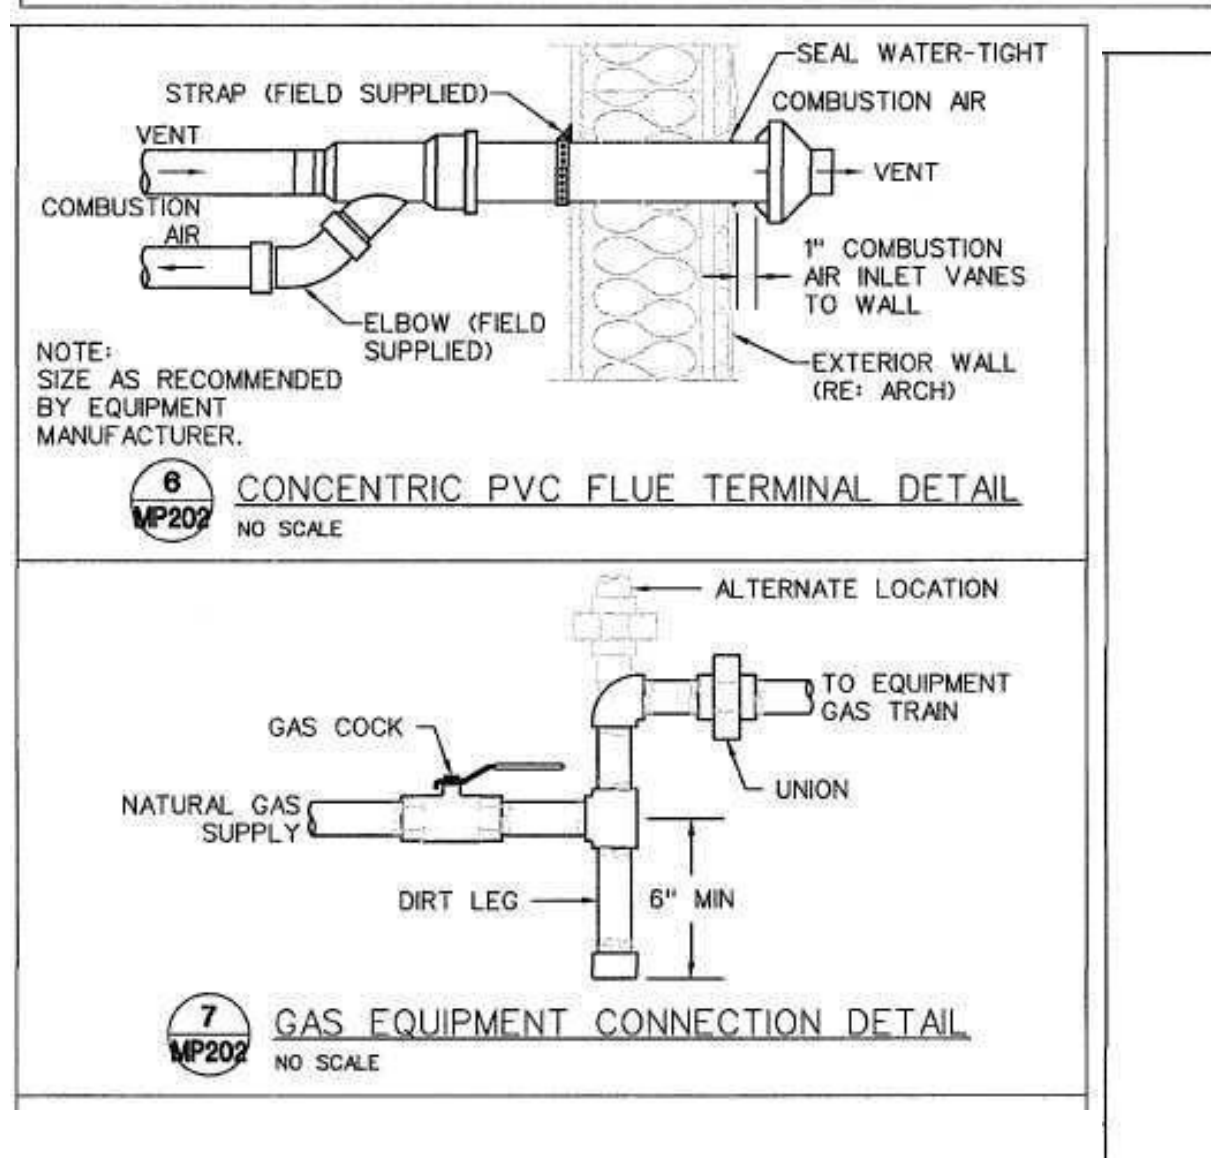 SEAL WATER-TIGHT
STRAP (FIELD SUPPLIED)
COMBUSTION AIR
VENT
VENT
COMBUSTION
AIR
1" COMBUSTION
AIR INLET VANES
TO WALL
ELBOW (FIELD
SUPPLIED)
EXTERIOR WALL
(RE: ARCH)
NOTE:
SIZE AS RECOMMENDED
BY EQUIPMENT
MANUFACTURER.
6
MP202
CONCENTRIC PVC FLUE TERMINAL DETAIL
NO SCALE
ALTERNATE LOCATION
TO EQUIPMENT
GAS TRAIN
GAS COCK
UNION
NATURAL GAS
SUPPLY
DIRT LEG
6" MIN
7
MP202
GAS EQUIPMENT CONNECTION DETAIL
NO SCALE